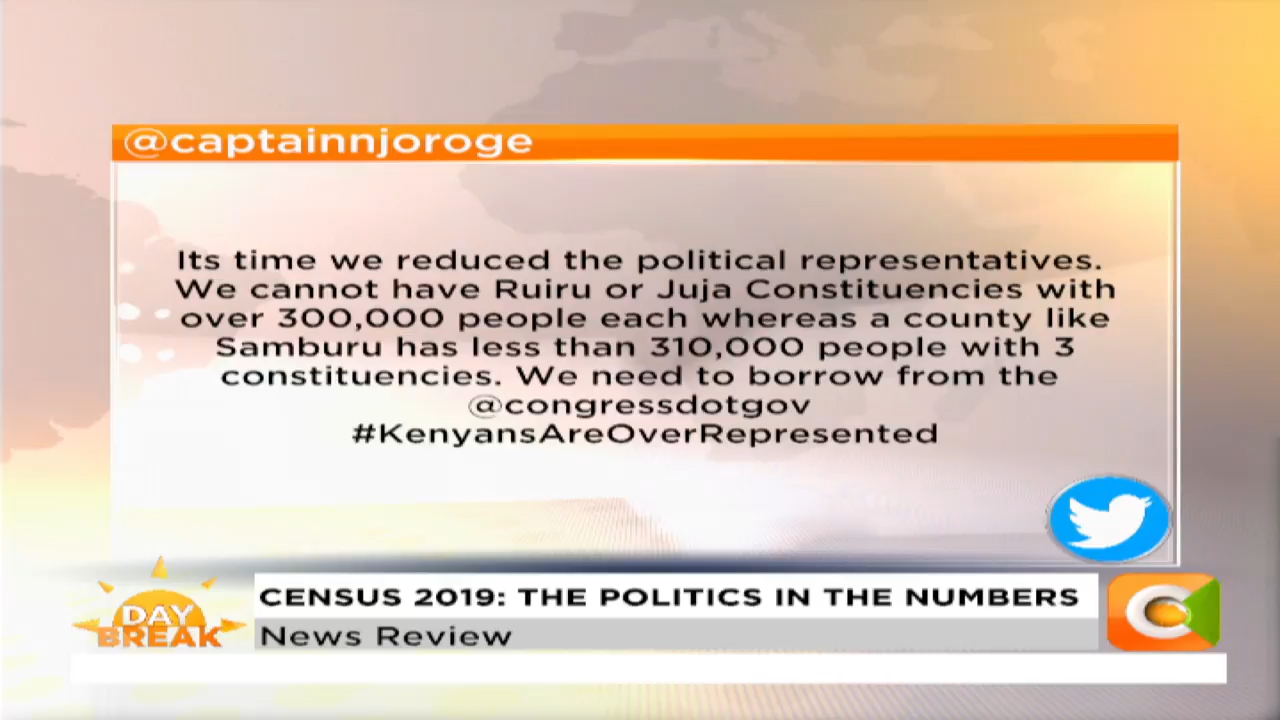 @captainnjoroge
Its time we reduced the political representatives.
We cannot have Ruiru or Juja Constituencies with
over 300,000 people each whereas a county like
Samburu has less than 310,000 people with 3
constituencies. We need to borrow from the
@congressdotgov
#KenyansAreOverRepresented
DAY
BREAK
CENSUS 2019: THE POLITICS IN THE NUMBERS
News Review